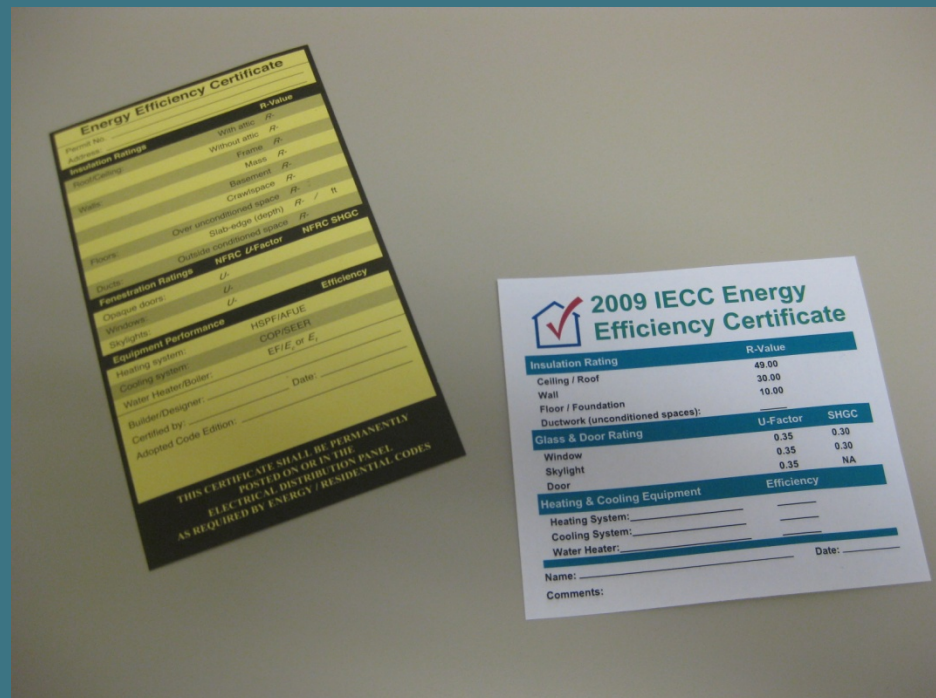 Energy Efficiency Certificate
Permit No.
Address:
Insulation Ratings R-Value
Roof/Ceiling: With attic R-
Without attic R-
Walls: Frame R-
Mass R-
Basement R-
Crawlspace R-
Floors: Over unconditioned space R-
Slab-edge (depth) R- / ft
Ducts: Outside conditioned space R-
Fenestration Ratings NFRC U-Factor NFRC SHGC
Opaque doors: U-
Windows: U-
Skylights: U-
Equipment Performance Efficiency
Heating system: HSPF/AFUE
Cooling system: COP/SEER
Water Heater/Boiler: EF/Ec or Et
Builder/Designer:
Certified by: Date:
Adopted Code Edition:
THIS CERTIFICATE SHALL BE PERMANENTLY
POSTED ON OR IN THE
ELECTRICAL DISTRIBUTION PANEL
AS REQUIRED BY ENERGY / RESIDENTIAL CODES
2009 IECC Energy
Efficiency Certificate
Insulation Rating R-Value
Ceiling / Roof 49.00
Wall 30.00
Floor / Foundation 10.00
Ductwork (unconditioned spaces):
Glass & Door Rating U-Factor SHGC
Window 0.35 0.30
Skylight 0.35 0.30
Door 0.35 NA
Heating & Cooling Equipment Efficiency
Heating System:
Cooling System:
Water Heater:
Name: Date:
Comments: